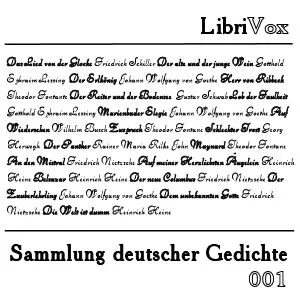 LibriVox
Das Lied von der Glocke Friedrich Schiller Der alte und der junge Wein Gotthold
Ephraim Lessing Der Erlkönig Johann Wolfgang von Goethe Herr von Ribbeck
Theodor Fontante Der Reiter und der Bodensee Gustav Schwab Lob der Faulheit
Gotthold Ephraim Lessing Marienbader Elegie Johann Wolfgang von Goethe Auf
Wiedersehen Wilhelm Busch Zuspruch Theodor Fontane Schlechter Trost Georg
Herwegh Der Panther Rainer Maria Rilke John Maynard Theodor Fontane
An den Mistral Friedrich Nietzsche Auf meiner Herzliebsten Äugelein Heinrich
Heine Belsazar Heinrich Heine Der neue Columbus Friedrich Nietzsche Der
Zauberlehrling Johann Wolfgang von Goethe Dem unbekannten Gotte Friedrich
Nietzsche Die Welt ist dumm Heinrich Heine
Sammlung deutscher Gedichte
001